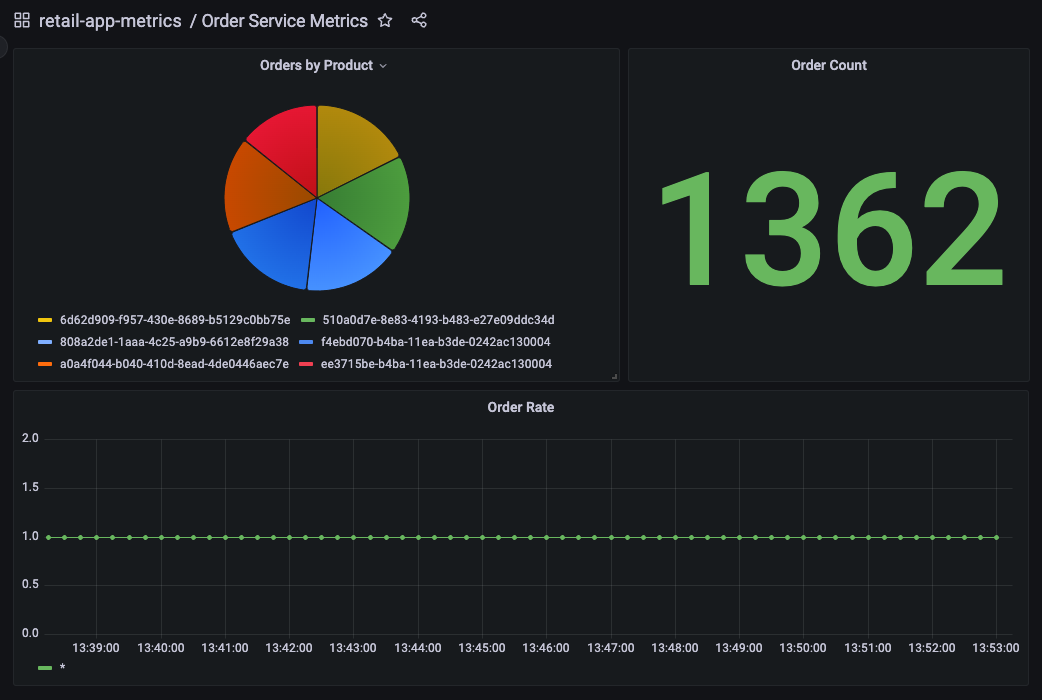 retail-app-metrics / Order Service Metrics
Orders by Product
6d62d909-f957-430e-8689-b5129c0bb75e 510a0d7e-8e83-4193-b483-e27e09ddc34d
808a2de1-1aaa-4c25-a9b9-6612e8f29a38 f4ebd070-b4ba-11ea-b3de-0242ac130004
a0a4f044-b040-410d-8ead-4de0446aec7e ee3715be-b4ba-11ea-b3de-0242ac130004
Order Count
1362
Order Rate
2.0
1.5
1.0
0.5
0.0
13:39:00 13:40:00 13:41:00 13:42:00 13:43:00 13:44:00 13:45:00 13:46:00 13:47:00 13:48:00 13:49:00 13:50:00 13:51:00 13:52:00 13:53:00
*